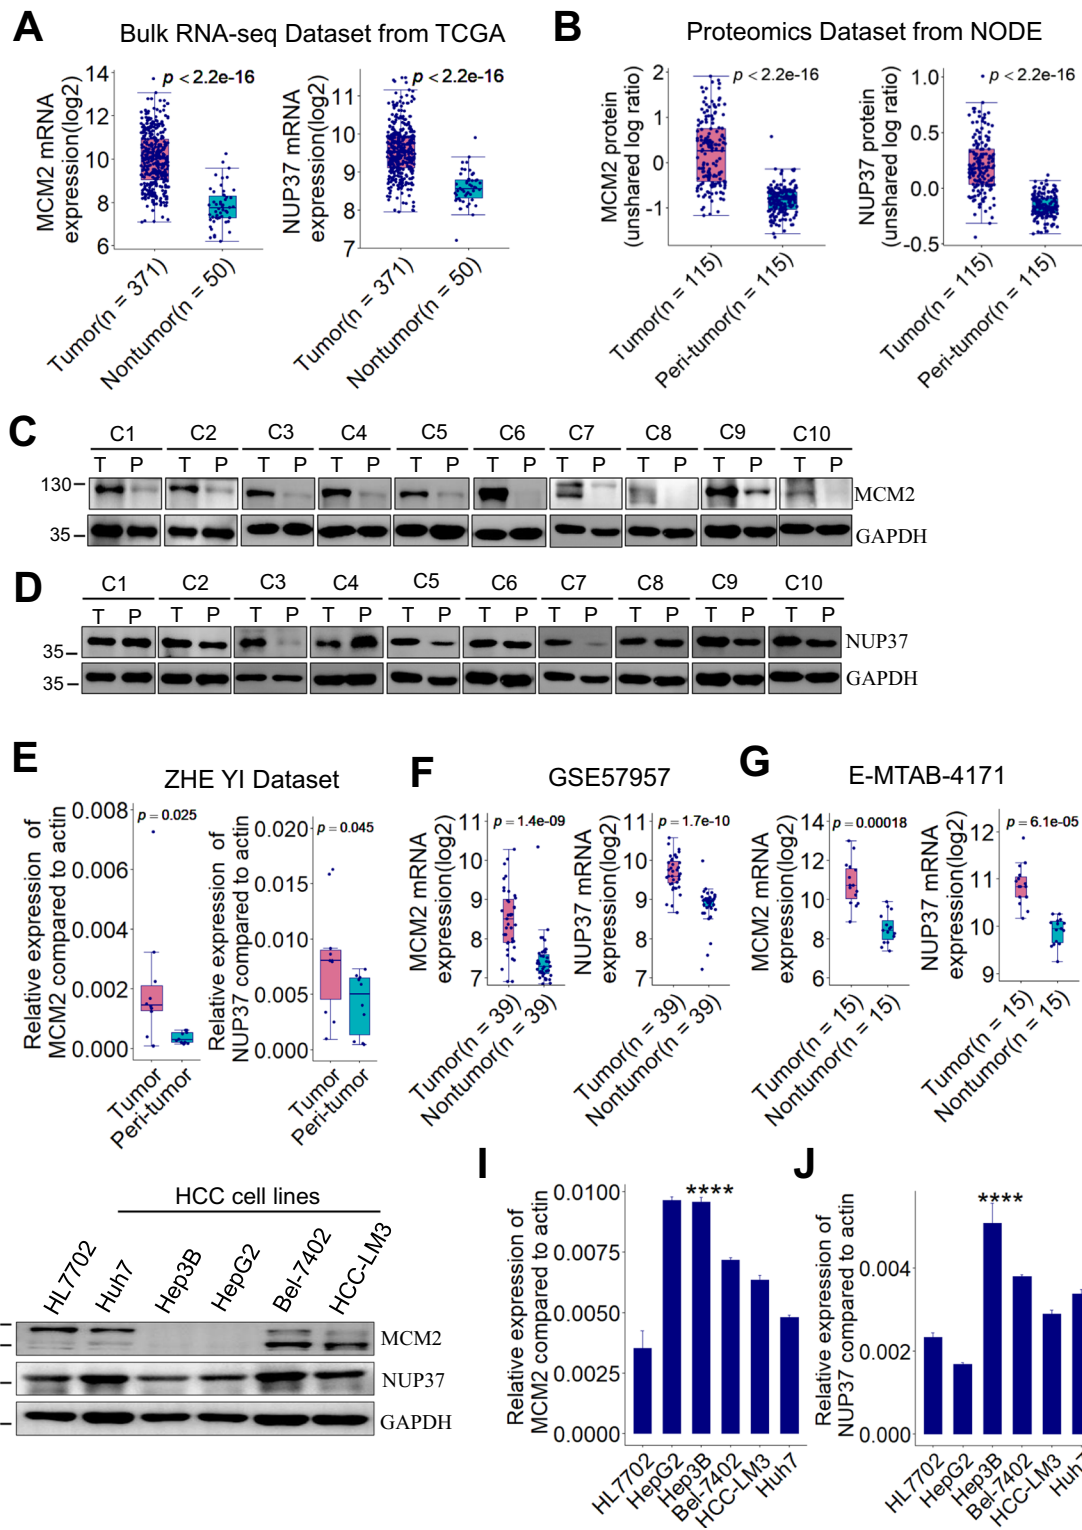 A
Bulk RNA-seq Dataset from TCGA
MCM2 mRNA
expression(log2)
14
12
10
8
6
p < 2.2e-16
Tumor(n = 371)
Nontumor(n = 50)
NUP37 mRNA
expression(log2)
11
10
9
8
7
p < 2.2e-16
Tumor(n = 371)
Nontumor(n = 50)
B
Proteomics Dataset from NODE
MCM2 protein
(unshared log ratio)
2
1
0
-1
p < 2.2e-16
Tumor(n = 115)
Peri-tumor(n = 115)
NUP37 protein
(unshared log ratio)
1.0
0.5
0.0
-0.5
p < 2.2e-16
Tumor(n = 115)
Peri-tumor(n = 115)
C
C1 C2 C3 C4 C5 C6 C7 C8 C9 C10
T P T P T P T P T P T P T P T P T P T P
130 MCM2
35 GAPDH
D
C1 C2 C3 C4 C5 C6 C7 C8 C9 C10
T P T P T P T P T P T P T P T P T P T P
35 NUP37
35 GAPDH
E
ZHE YI Dataset
Relative expression of
MCM2 compared to actin
0.008
0.006
0.004
0.002
0.000
p = 0.025
Tumor
Peri-tumor
Relative expression of
NUP37 compared to actin
0.020
0.015
0.010
0.005
0.000
p = 0.045
Tumor
Peri-tumor
F
GSE57957
MCM2 mRNA
expression(log2)
11
10
9
8
7
p = 1.4e-09
Tumor(n = 39)
Nontumor(n = 39)
NUP37 mRNA
expression(log2)
11
10
9
8
7
p = 1.7e-10
Tumor(n = 39)
Nontumor(n = 39)
G
E-MTAB-4171
MCM2 mRNA
expression(log2)
14
12
10
8
6
p = 0.00018
Tumor(n = 15)
Nontumor(n = 15)
NUP37 mRNA
expression(log2)
12
11
10
9
p = 6.1e-05
Tumor(n = 15)
Nontumor(n = 15)
HCC cell lines
HL7702 Huh7 Hep3B HepG2 Bel-7402 HCC-LM3
MCM2
NUP37
GAPDH
I
Relative expression of
MCM2 compared to actin
0.0100
0.0075
0.0050
0.0025
0.0000
****
HL7702 HepG2 Hep3B Bel-7402 HCC-LM3 Huh7
J
Relative expression of
NUP37 compared to actin
0.004
0.002
0.000
****
HL7702 HepG2 Hep3B Bel-7402 HCC-LM3